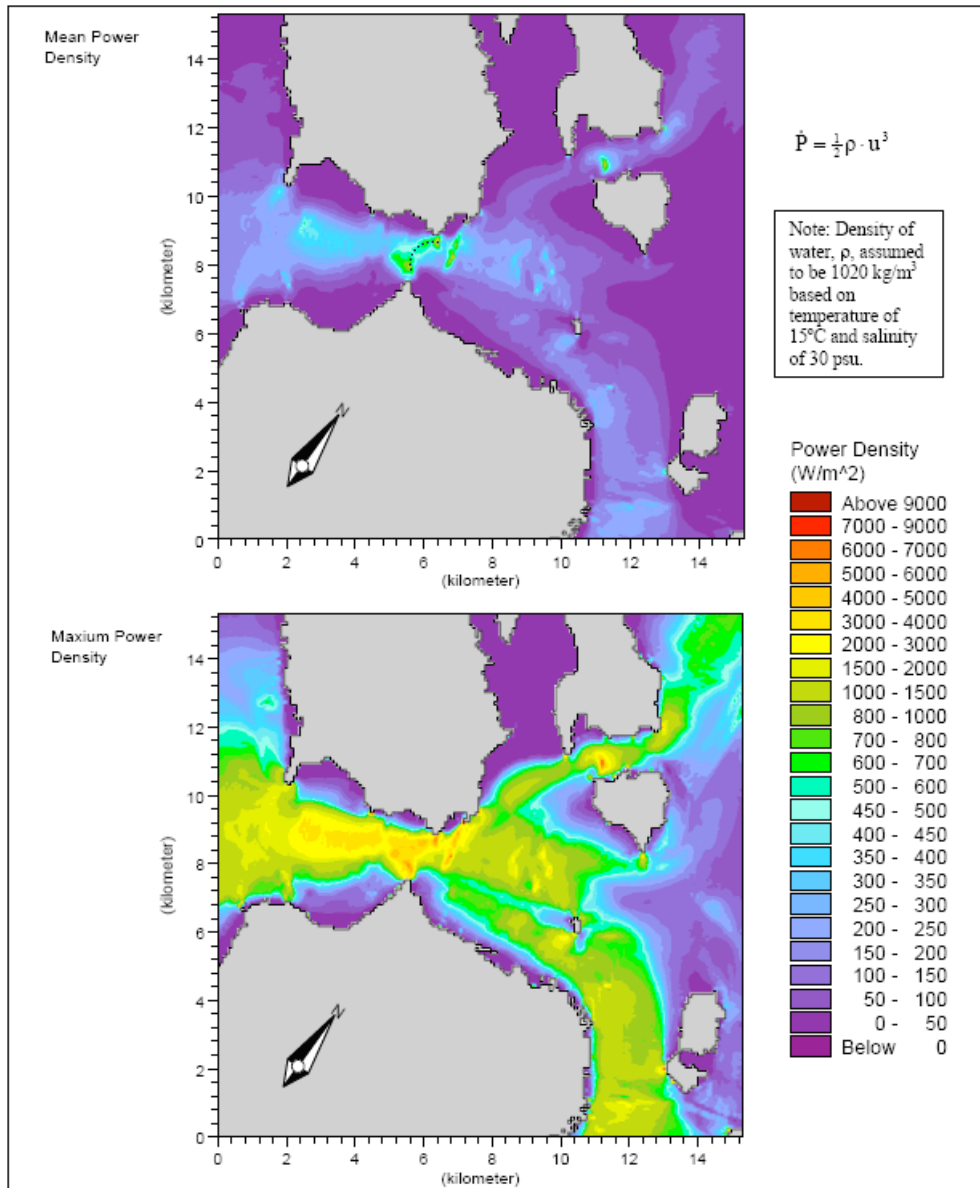 Mean Power
Density
14
12
10
8
6
4
2
0
(kilometer)
N
0 2 4 6 8 10 12 14
(kilometer)
Ṗ = ½ρ · u³
Note: Density of
water, ρ, assumed
to be 1020 kg/m³
based on
temperature of
15°C and salinity
of 30 psu.
Maxium Power
Density
14
12
10
8
6
4
2
0
(kilometer)
N
0 2 4 6 8 10 12 14
(kilometer)
Power Density
(W/m^2)
Above 9000
7000 - 9000
6000 - 7000
5000 - 6000
4000 - 5000
3000 - 4000
2000 - 3000
1500 - 2000
1000 - 1500
800 - 1000
700 - 800
600 - 700
500 - 600
450 - 500
400 - 450
350 - 400
300 - 350
250 - 300
200 - 250
150 - 200
100 - 150
50 - 100
0 - 50
Below 0